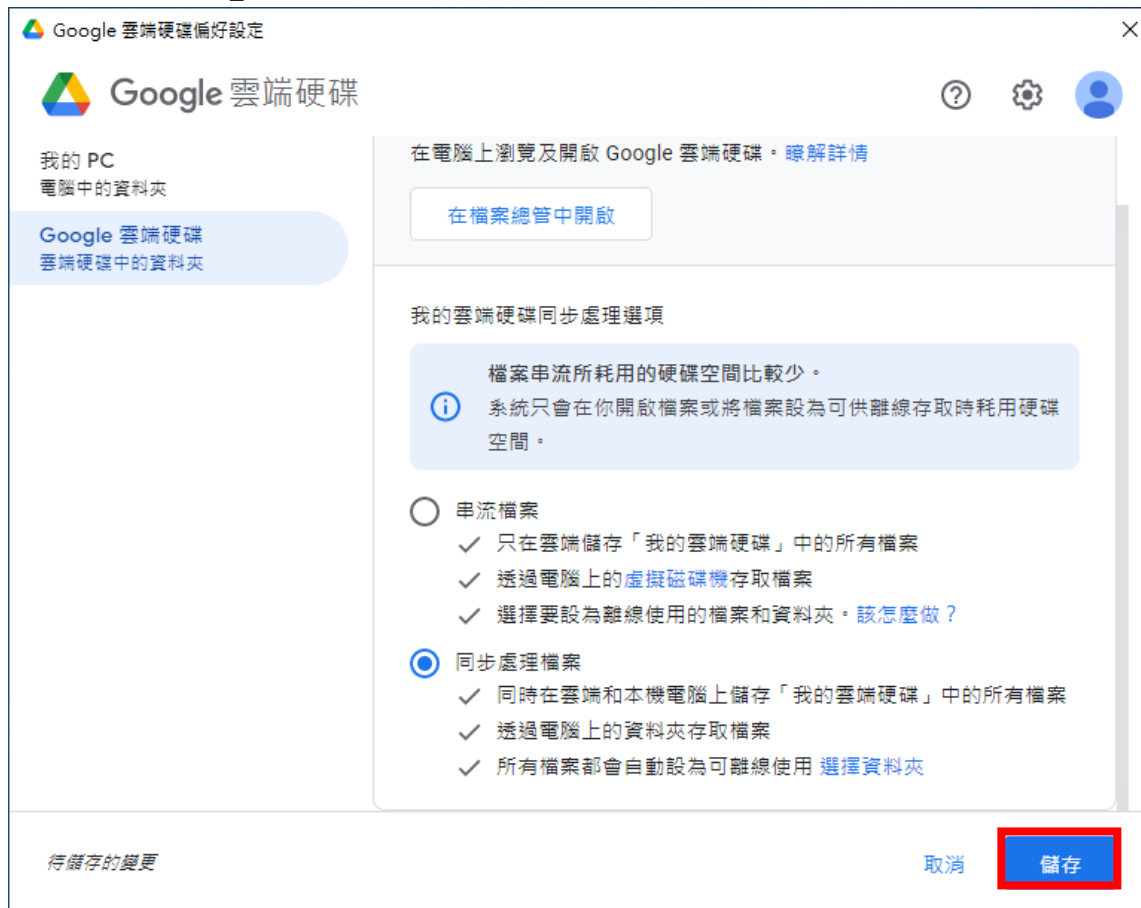 Google 雲端硬碟偏好設定
Google 雲端硬碟
我的 PC
電腦中的資料夾
Google 雲端硬碟
雲端硬碟中的資料夾
在電腦上瀏覽及開啟 Google 雲端硬碟。瞭解詳情
在檔案總管中開啟
我的雲端硬碟同步處理選項
檔案串流所耗用的硬碟空間比較少。
系統只會在你開啟檔案或將檔案設為可供離線存取時耗用硬碟
空間。
串流檔案
只在雲端儲存「我的雲端硬碟」中的所有檔案
透過電腦上的虛擬磁碟機存取檔案
選擇要設為離線使用的檔案和資料夾。該怎麼做？
同步處理檔案
同時在雲端和本機電腦上儲存「我的雲端硬碟」中的所有檔案
透過電腦上的資料夾存取檔案
所有檔案都會自動設為可離線使用 選擇資料夾
待儲存的變更
取消
儲存